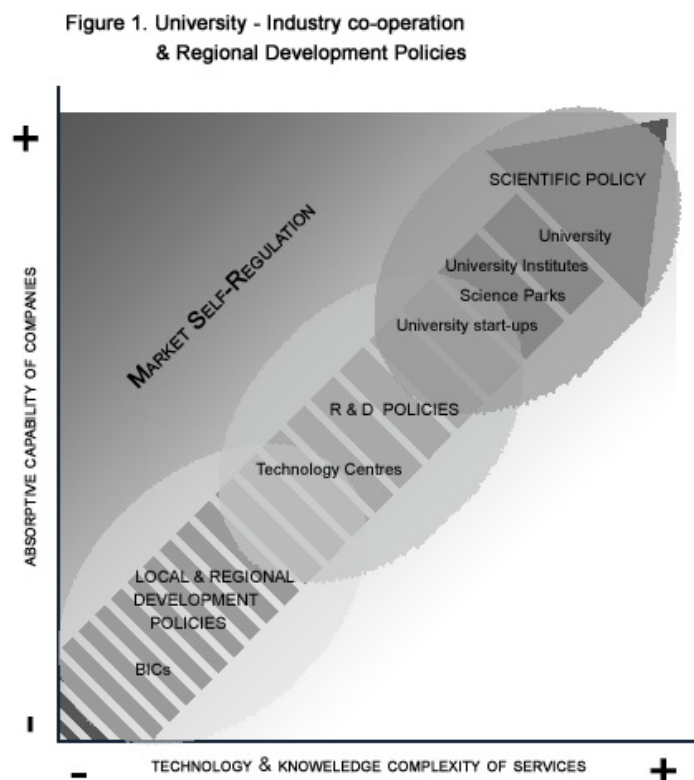 Figure 1. University - Industry co-operation
& Regional Development Policies
+
SCIENTIFIC POLICY
University
University Institutes
Science Parks
University start-ups
MARKET SELF-REGULATION
R & D POLICIES
Technology Centres
LOCAL & REGIONAL
DEVELOPMENT
POLICIES
BICs
ABSORPTIVE CAPABILITY OF COMPANIES
-
- TECHNOLOGY & KNOWELEDGE COMPLEXITY OF SERVICES +